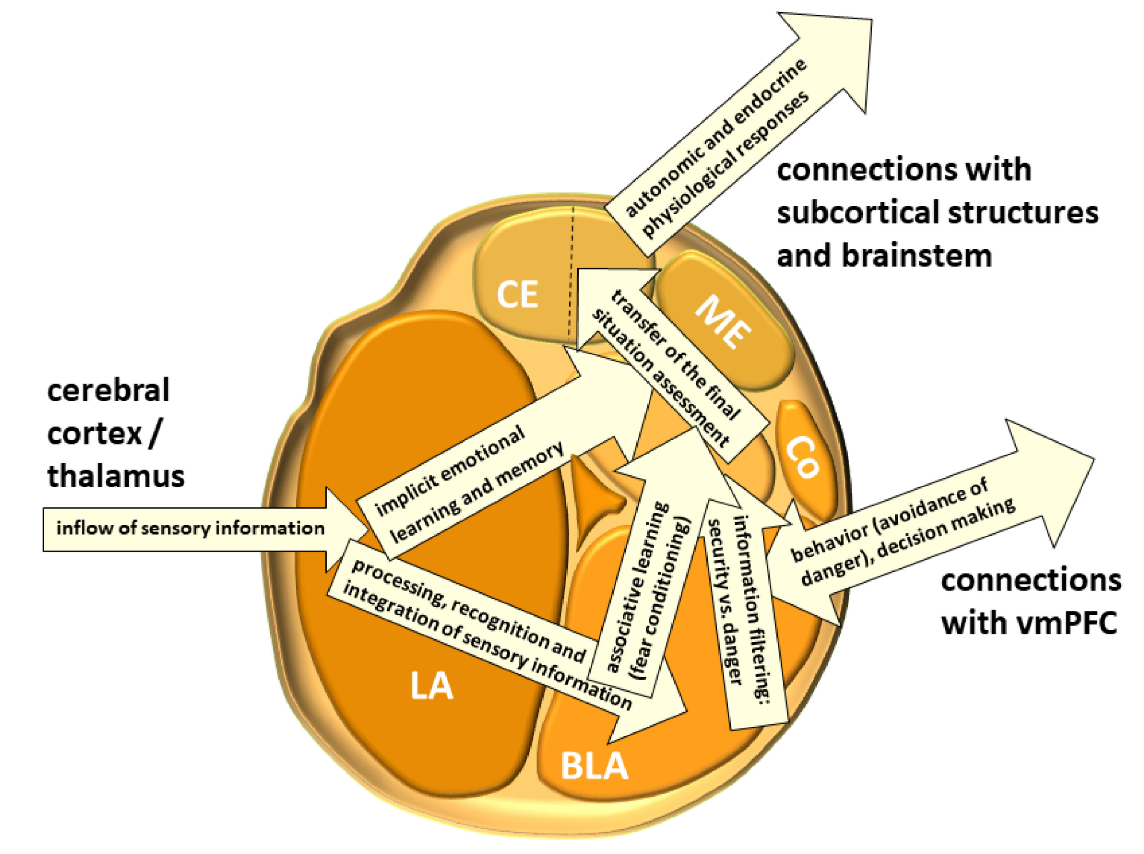 autonomic and endocrine
physiological responses
connections with
subcortical structures
and brainstem
CE
ME
transfer of the final
situation assessment
cerebral
cortex /
thalamus
inflow of sensory information
implicit emotional
learning and memory
Co
behavior (avoidance of
danger), decision making
connections
with vmPFC
processing, recognition and
integration of sensory information
associative learning
(fear conditioning)
information filtering:
security vs. danger
LA
BLA